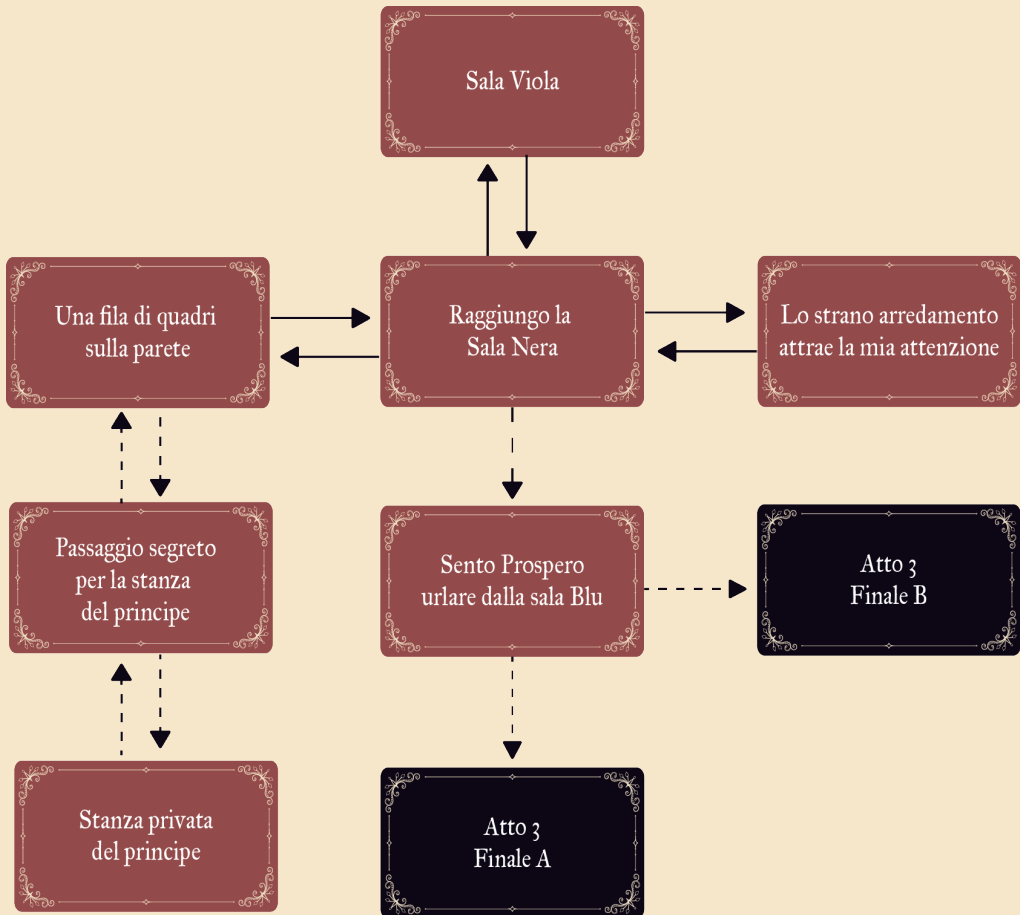 Sala Viola
Una fila di quadri
sulla parete
Raggiungo la
Sala Nera
Lo strano arredamento
attrae la mia attenzione
Passaggio segreto
per la stanza
del principe
Sento Prospero
urlare dalla sala Blu
Atto 3
Finale B
Stanza privata
del principe
Atto 3
Finale A